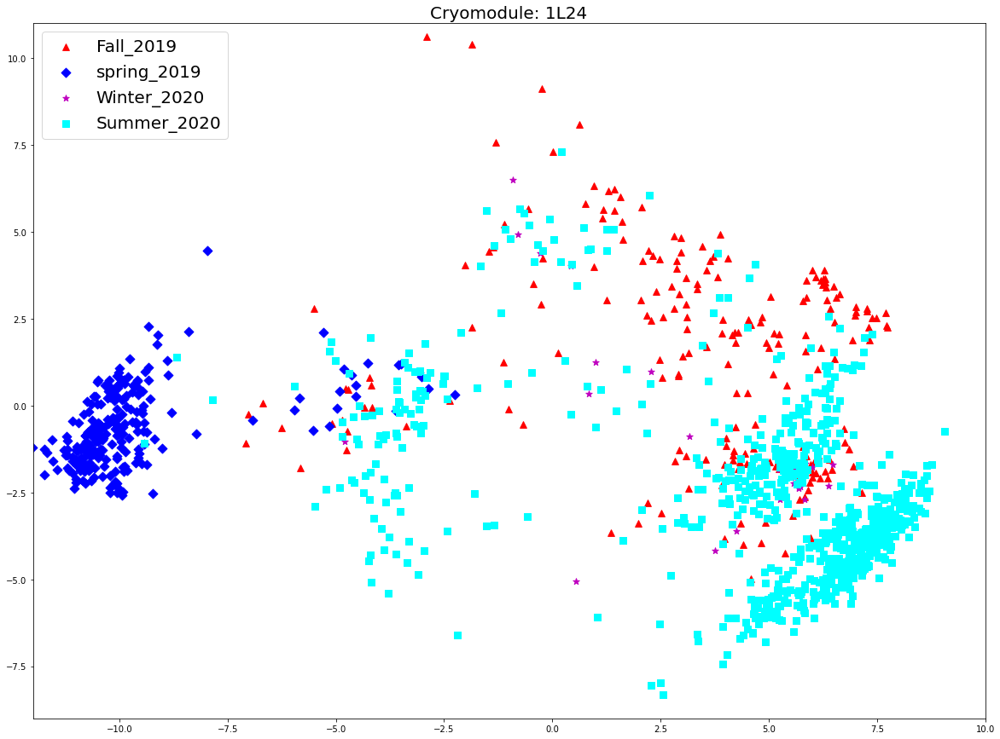 Cryomodule: 1L24
Fall_2019
spring_2019
Winter_2020
Summer_2020
10.0
7.5
5.0
2.5
0.0
−2.5
−5.0
−7.5
−10.0 −7.5 −5.0 −2.5 0.0 2.5 5.0 7.5 10.0